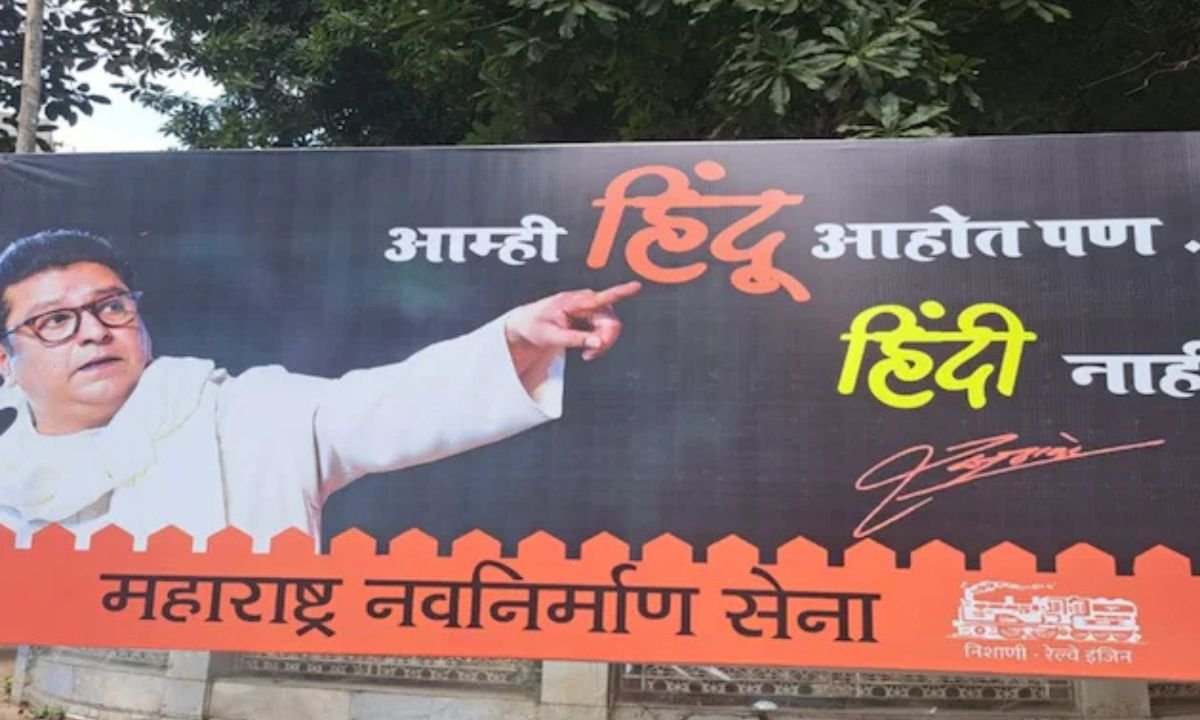 आम्ही हिंदू आहोत पण .
हिंदी नाही
महाराष्ट्र नवनिर्माण सेना
निशाणी - रेल्वे इंजिन